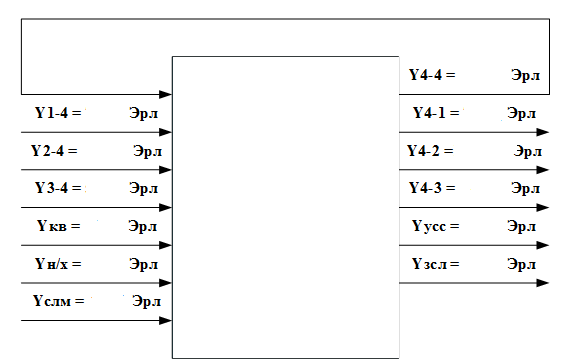 Y4-4 = Эрл
Y1-4 = Эрл
Y4-1 = Эрл
Y2-4 = Эрл
Y4-2 = Эрл
Y3-4 = Эрл
Y4-3 = Эрл
Yкв = Эрл
Yусс = Эрл
Yн/х = Эрл
Yзсл = Эрл
Yслм = Эрл